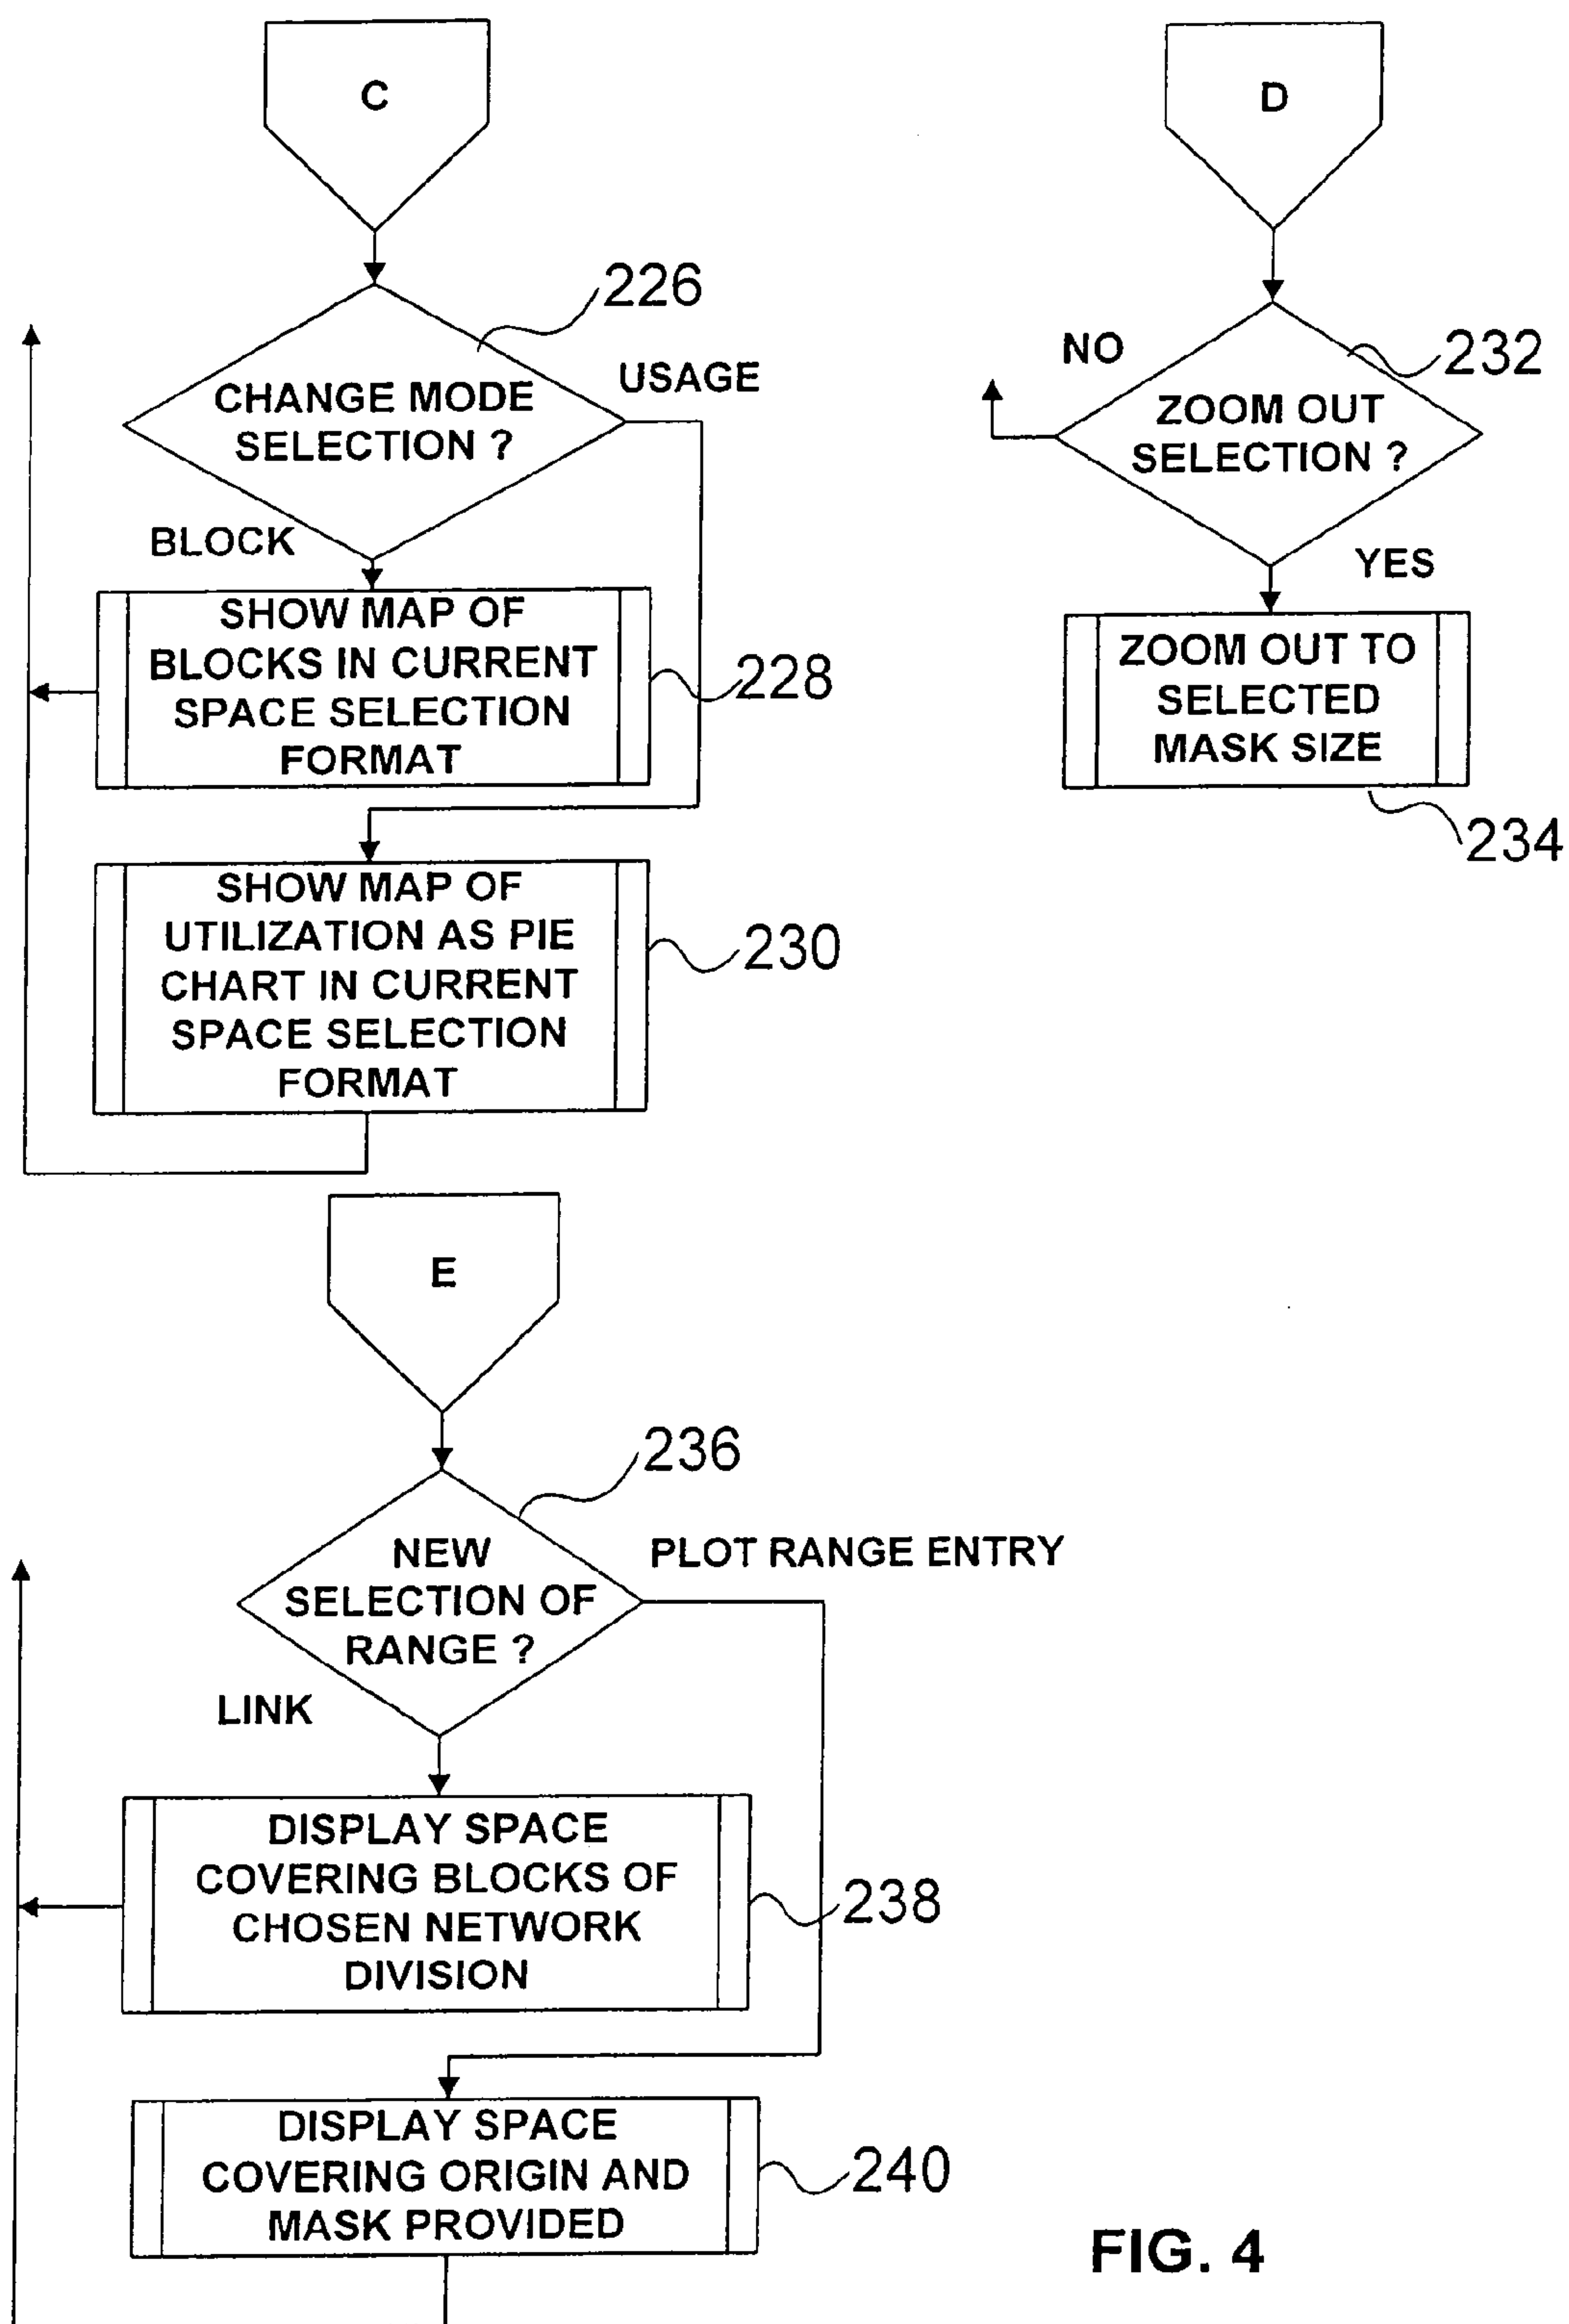 C
226
CHANGE MODE
SELECTION ?
USAGE
BLOCK
SHOW MAP OF
BLOCKS IN CURRENT
SPACE SELECTION
FORMAT
228
SHOW MAP OF
UTILIZATION AS PIE
CHART IN CURRENT
SPACE SELECTION
FORMAT
230
D
NO
232
ZOOM OUT
SELECTION ?
YES
ZOOM OUT TO
SELECTED
MASK SIZE
234
E
236
NEW
SELECTION OF
RANGE ?
PLOT RANGE ENTRY
LINK
DISPLAY SPACE
COVERING BLOCKS OF
CHOSEN NETWORK
DIVISION
238
DISPLAY SPACE
COVERING ORIGIN AND
MASK PROVIDED
240
FIG. 4